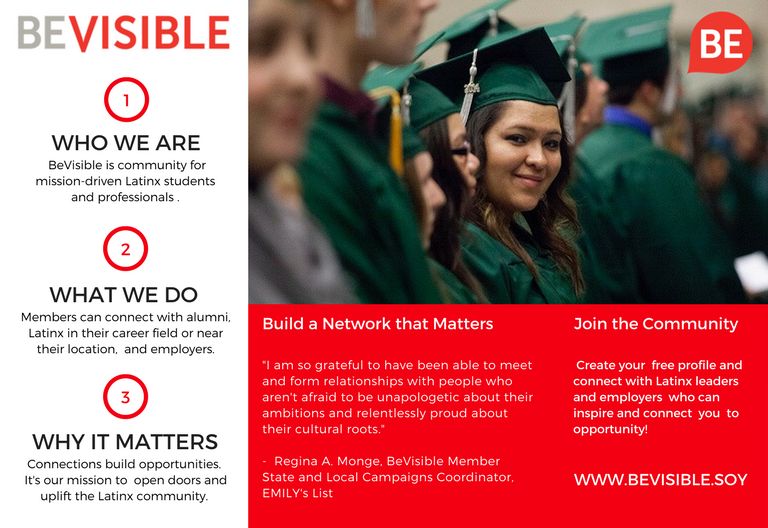 BEVISIBLE
1
WHO WE ARE
BeVisible is community for
mission-driven Latinx students
and professionals .
2
WHAT WE DO
Members can connect with alumni,
Latinx in their career field or near
their location, and employers.
3
WHY IT MATTERS
Connections build opportunities.
It's our mission to open doors and
uplift the Latinx community.
BE
Build a Network that Matters
"I am so grateful to have been able to meet
and form relationships with people who
aren't afraid to be unapologetic about their
ambitions and relentlessly proud about
their cultural roots."
- Regina A. Monge, BeVisible Member
State and Local Campaigns Coordinator,
EMILY's List
Join the Community
Create your free profile and
connect with Latinx leaders
and employers who can
inspire and connect you to
opportunity!
WWW.BEVISIBLE.SOY